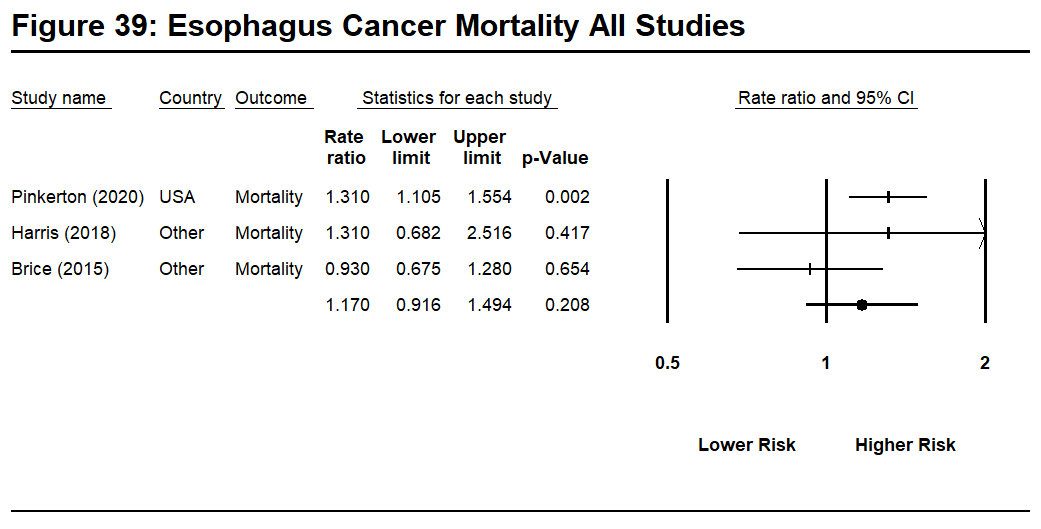 Figure 39: Esophagus Cancer Mortality All Studies
Study name Country Outcome Statistics for each study Rate ratio and 95% CI
Rate Lower Upper
ratio limit limit p-Value
Pinkerton (2020) USA Mortality 1.310 1.105 1.554 0.002
Harris (2018) Other Mortality 1.310 0.682 2.516 0.417
Brice (2015) Other Mortality 0.930 0.675 1.280 0.654
1.170 0.916 1.494 0.208
0.5 1 2
Lower Risk Higher Risk